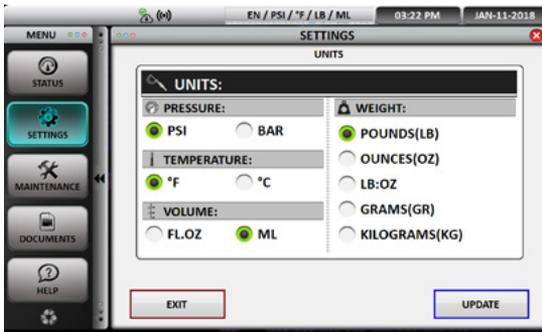 EN / PSI / °F / LB / ML 03:22 PM JAN-11-2018
MENU SETTINGS
UNITS
STATUS
SETTINGS
MAINTENANCE
DOCUMENTS
HELP
UNITS:
PRESSURE:
PSI BAR
TEMPERATURE:
°F °C
VOLUME:
FL.OZ ML
WEIGHT:
POUNDS(LB)
OUNCES(OZ)
LB:OZ
GRAMS(GR)
KILOGRAMS(KG)
EXIT UPDATE